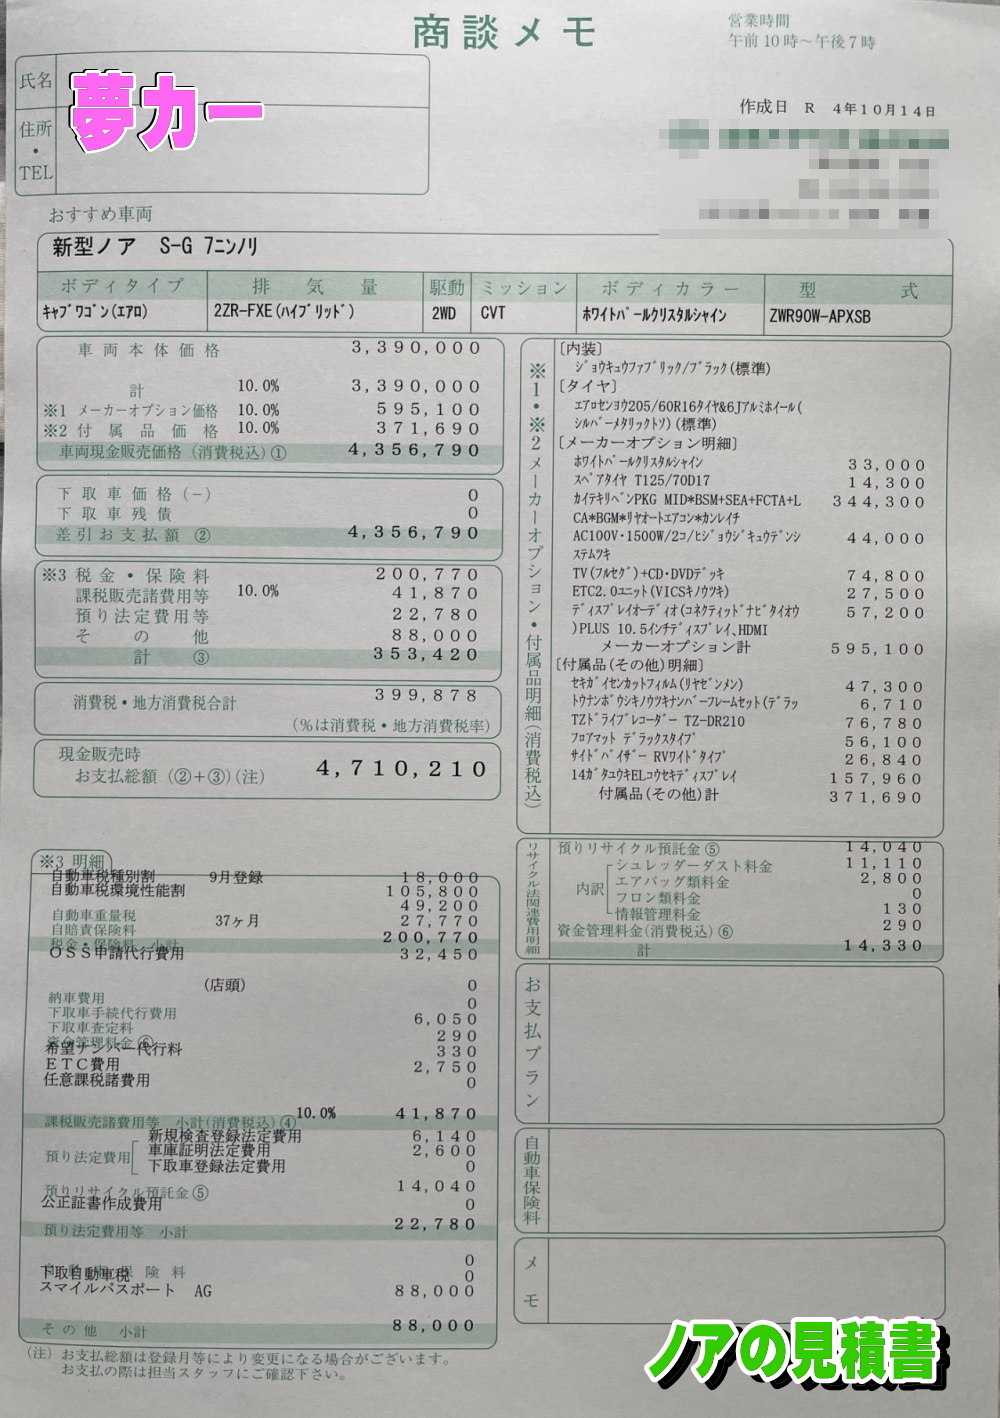 商談メモ
営業時間
午前10時～午後7時
氏名
夢カー
住所
・
TEL
作成日 R 4年10月14日
おすすめ車両
新型ノア S-G 7ﾆﾝﾉﾘ
ボディタイプ 排気量 駆動 ミッション ボディカラー 型式
ｷｬﾌﾞﾜｺﾞﾝ(ｴｱﾛ) 2ZR-FXE(ﾊｲﾌﾞﾘｯﾄﾞ) 2WD CVT ﾎﾜｲﾄﾊﾟｰﾙｸﾘｽﾀﾙｼｬｲﾝ ZWR90W-APXSB
車両本体価格 3,390,000
計 10.0% 3,390,000
※1 メーカーオプション価格 10.0% 595,100
※2 付属品価格 10.0% 371,690
車両現金販売価格(消費税込)① 4,356,790
下取車価格(－) 0
下取車残債 0
差引お支払額 ② 4,356,790
※3 税金・保険料 200,770
課税販売諸費用等 10.0% 41,870
預り法定費用等 22,780
その他 88,000
計 ③ 353,420
消費税・地方消費税合計 399,878
(%は消費税・地方消費税率)
現金販売時
お支払総額(②+③)(注) 4,710,210
※1・※2メーカーオプション・付属品明細(消費税込)
[内装]
ｼﾞｮｳｷｭｳﾌｧﾌﾞﾘｯｸ/ﾌﾞﾗｯｸ(標準)
[タイヤ]
ｴｱﾛｾﾝﾖｳ205/60R16ﾀｲﾔ&6Jｱﾙﾐﾎｲｰﾙ(
ｼﾙﾊﾞｰﾒﾀﾘｯｸﾄｿ)(標準)
[メーカーオプション明細]
ﾎﾜｲﾄﾊﾟｰﾙｸﾘｽﾀﾙｼｬｲﾝ 33,000
ｽﾍﾟｱﾀｲﾔ T125/70D17 14,300
ｶｲﾃｷﾘﾍﾞﾝPKG MID*BSM+SEA+FCTA+L 344,300
CA*BGM*ﾘﾔｵｰﾄｴｱｺﾝ*ｶﾝﾚｲﾁ
AC100V･1500W/2ｺ/ﾋｼﾞｮｳｼﾞｷｭｳﾃﾞﾝｼ 44,000
ｽﾃﾑﾂｷ
TV(ﾌﾙｾｸﾞ)+CD･DVDﾃﾞｯｷ 74,800
ETC2.0ﾕﾆｯﾄ(VICSｷﾉｳﾂｷ) 27,500
ﾃﾞｨｽﾌﾟﾚｲｵｰﾃﾞｨｵ(ｺﾈｸﾃｨｯﾄﾞﾅﾋﾞﾀｲｵｳ 57,200
)PLUS 10.5ｲﾝﾁﾃﾞｨｽﾌﾟﾚｲ､HDMI
メーカーオプション計 595,100
[付属品(その他)明細]
ｾｷｶﾞｲｾﾝｶｯﾄﾌｨﾙﾑ(ﾘﾔｾﾞﾝﾒﾝ) 47,300
ﾄｳﾅﾝﾎﾞｳｼｷﾉｳﾂｷﾅﾝﾊﾞｰﾌﾚｰﾑｾｯﾄ(ﾃﾞﾗｯ 6,710
TZﾄﾞﾗｲﾌﾞﾚｺｰﾀﾞｰ TZ-DR210 76,780
ﾌﾛｱﾏｯﾄ ﾃﾞﾗｯｸｽﾀｲﾌﾟ 56,100
ｻｲﾄﾞﾊﾞｲｻﾞｰ RVﾜｲﾄﾞﾀｲﾌﾟ 26,840
14ｶﾞﾀﾕｳｷELｺｳｾｷﾃﾞｨｽﾌﾟﾚｲ 157,960
付属品(その他)計 371,690
※3 明細
自動車税種別割 9月登録 18,000
自動車税環境性能割 105,800
自動車重量税 49,200
自賠責保険料 37ヶ月 27,770
税金・保険料 小計 200,770
OSS申請代行費用 32,450
(店頭) 0
納車費用 0
下取車手続代行費用 6,050
下取車査定料
資金管理料金⑥ 290
希望ナンバー代行料 330
ETC費用 2,750
任意課税諸費用 0
課税販売諸費用等 小計(消費税込)④ 10.0% 41,870
預り法定費用
新規検査登録法定費用 6,140
車庫証明法定費用 2,600
下取車登録法定費用 0
預りリサイクル預託金⑤ 14,040
公正証書作成費用 0
預り法定費用等 小計 22,780
自動車保険料 0
下取自動車税 0
スマイルパスポート AG 88,000
その他 小計 88,000
リサイクル法関連費用明細
預りリサイクル預託金⑤ 14,040
内訳
シュレッダーダスト料金 11,110
エアバッグ類料金 2,800
フロン類料金 0
情報管理料金 130
資金管理料金(消費税込)⑥ 290
計 14,330
お支払プラン
自動車保険料
メモ
(注) お支払総額は登録月等により変更になる場合がございます。
お支払の際は担当スタッフにご確認下さい。
ノアの見積書